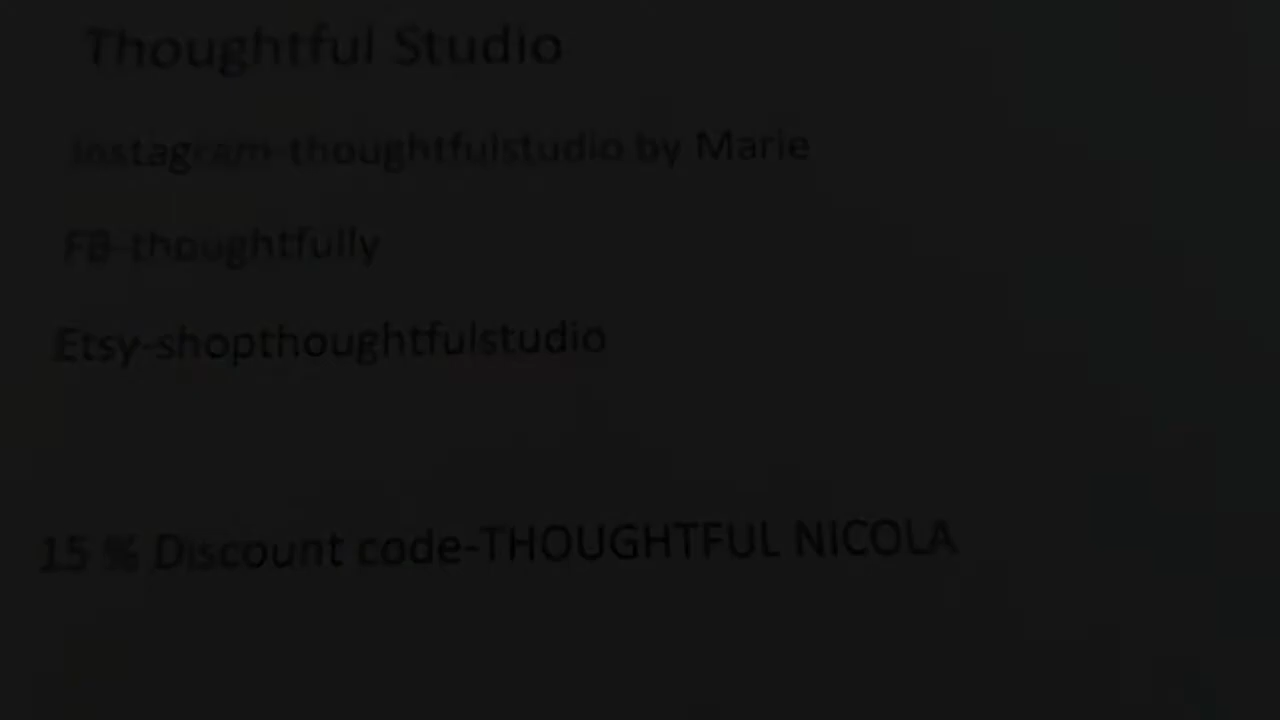 Thoughtful Studio
Instagram-thoughtfulstudio by Marie
FB-thoughtfully
Etsy-shopthoughtfulstudio
15 % Discount code-THOUGHTFUL NICOLA